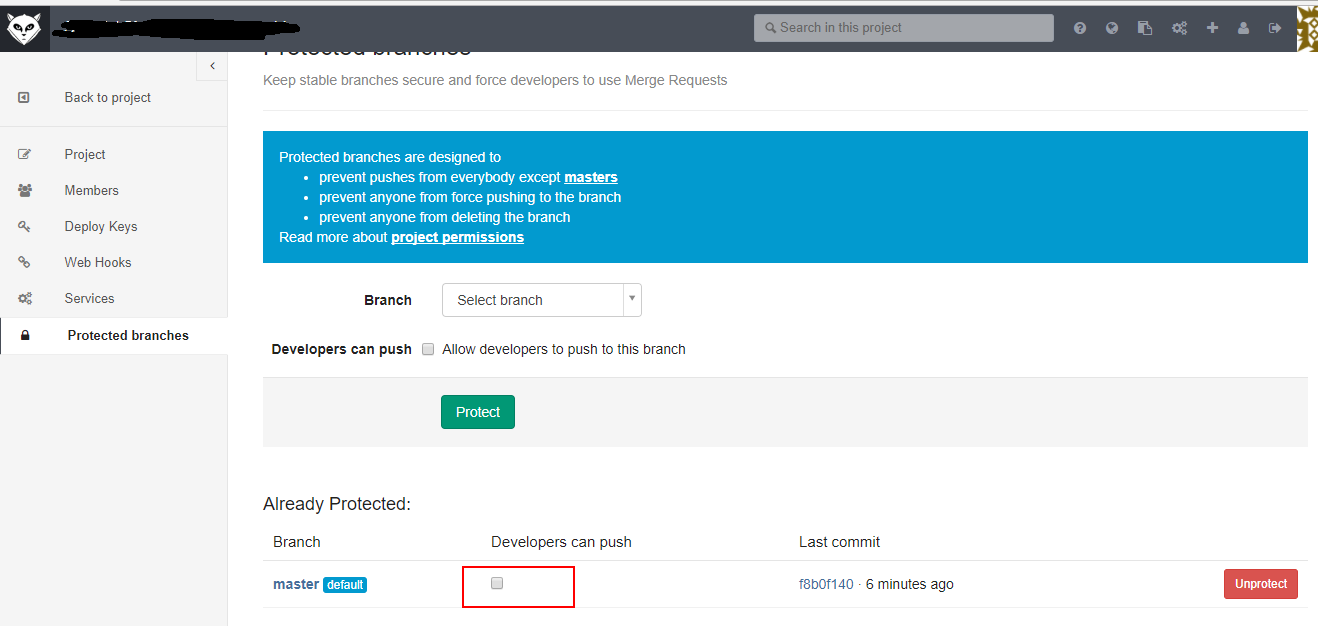 Search in this project
Protected branches
Keep stable branches secure and force developers to use Merge Requests
Back to project
Project
Members
Deploy Keys
Web Hooks
Services
Protected branches
Protected branches are designed to
prevent pushes from everybody except masters
prevent anyone from force pushing to the branch
prevent anyone from deleting the branch
Read more about project permissions
Branch Select branch
Developers can push Allow developers to push to this branch
Protect
Already Protected:
Branch Developers can push Last commit
master default f8b0f140 · 6 minutes ago Unprotect